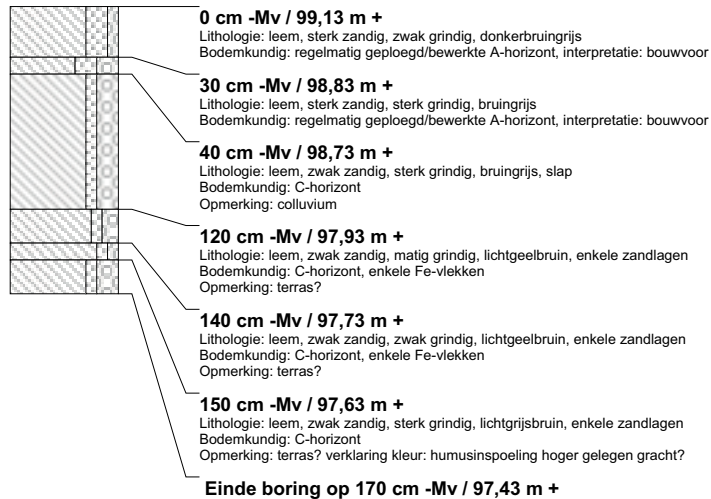 0 cm -Mv / 99,13 m +
Lithologie: leem, sterk zandig, zwak grindig, donkerbruingrijs
Bodemkundig: regelmatig geploegd/bewerkte A-horizont, interpretatie: bouwvoor
30 cm -Mv / 98,83 m +
Lithologie: leem, sterk zandig, sterk grindig, bruingrijs
Bodemkundig: regelmatig geploegd/bewerkte A-horizont, interpretatie: bouwvoor
40 cm -Mv / 98,73 m +
Lithologie: leem, zwak zandig, sterk grindig, bruingrijs, slap
Bodemkundig: C-horizont
Opmerking: colluvium
120 cm -Mv / 97,93 m +
Lithologie: leem, zwak zandig, matig grindig, lichtgeelbruin, enkele zandlagen
Bodemkundig: C-horizont, enkele Fe-vlekken
Opmerking: terras?
140 cm -Mv / 97,73 m +
Lithologie: leem, zwak zandig, zwak grindig, lichtgeelbruin, enkele zandlagen
Bodemkundig: C-horizont, enkele Fe-vlekken
Opmerking: terras?
150 cm -Mv / 97,63 m +
Lithologie: leem, zwak zandig, sterk grindig, lichtgrijsbruin, enkele zandlagen
Bodemkundig: C-horizont
Opmerking: terras? verklaring kleur: humusinspoeling hoger gelegen gracht?
Einde boring op 170 cm -Mv / 97,43 m +